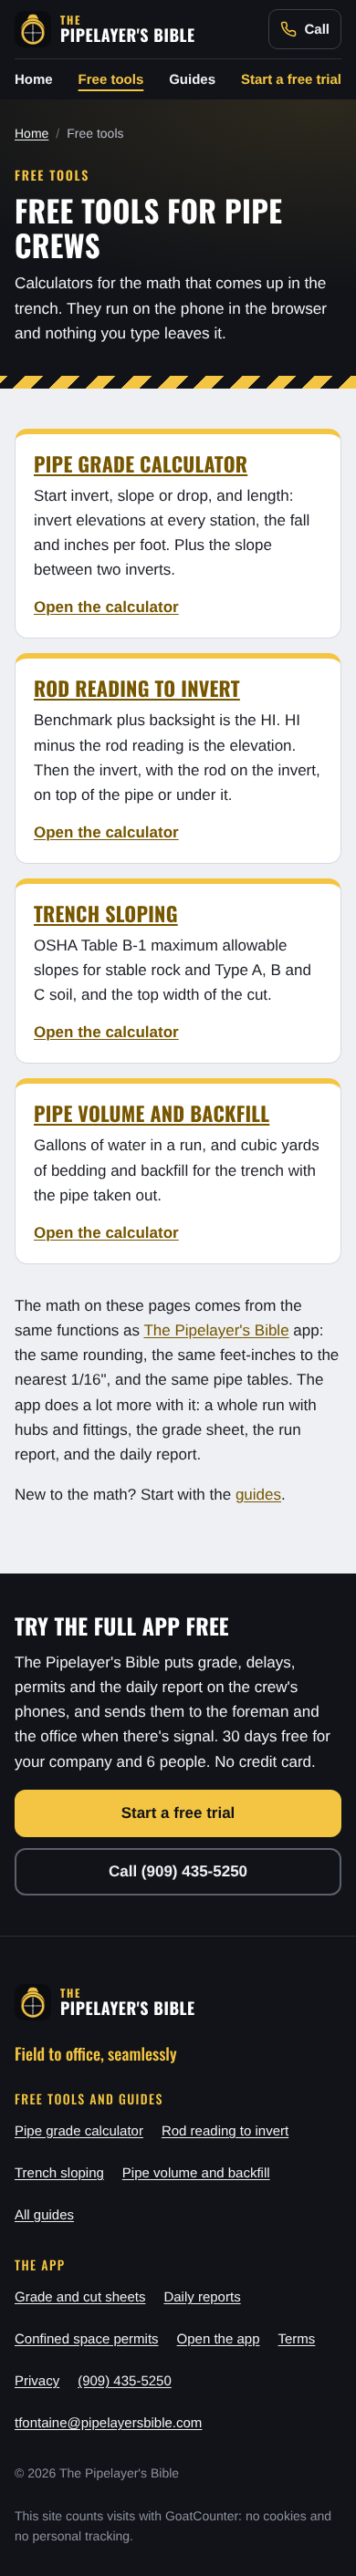 THE
PIPELAYER'S BIBLE
Call
Home Free tools Guides Start a free trial
Home / Free tools
FREE TOOLS
FREE TOOLS FOR PIPE
CREWS
Calculators for the math that comes up in the
trench. They run on the phone in the browser
and nothing you type leaves it.
PIPE GRADE CALCULATOR
Start invert, slope or drop, and length:
invert elevations at every station, the fall
and inches per foot. Plus the slope
between two inverts.
Open the calculator
ROD READING TO INVERT
Benchmark plus backsight is the HI. HI
minus the rod reading is the elevation.
Then the invert, with the rod on the invert,
on top of the pipe or under it.
Open the calculator
TRENCH SLOPING
OSHA Table B-1 maximum allowable
slopes for stable rock and Type A, B and
C soil, and the top width of the cut.
Open the calculator
PIPE VOLUME AND BACKFILL
Gallons of water in a run, and cubic yards
of bedding and backfill for the trench with
the pipe taken out.
Open the calculator
The math on these pages comes from the
same functions as The Pipelayer's Bible app:
the same rounding, the same feet-inches to the
nearest 1/16", and the same pipe tables. The
app does a lot more with it: a whole run with
hubs and fittings, the grade sheet, the run
report, and the daily report.
New to the math? Start with the guides.
TRY THE FULL APP FREE
The Pipelayer's Bible puts grade, delays,
permits and the daily report on the crew's
phones, and sends them to the foreman and
the office when there's signal. 30 days free for
your company and 6 people. No credit card.
Start a free trial
Call (909) 435-5250
THE
PIPELAYER'S BIBLE
Field to office, seamlessly
FREE TOOLS AND GUIDES
Pipe grade calculator Rod reading to invert
Trench sloping Pipe volume and backfill
All guides
THE APP
Grade and cut sheets Daily reports
Confined space permits Open the app Terms
Privacy (909) 435-5250
tfontaine@pipelayersbible.com
© 2026 The Pipelayer's Bible
This site counts visits with GoatCounter: no cookies and
no personal tracking.